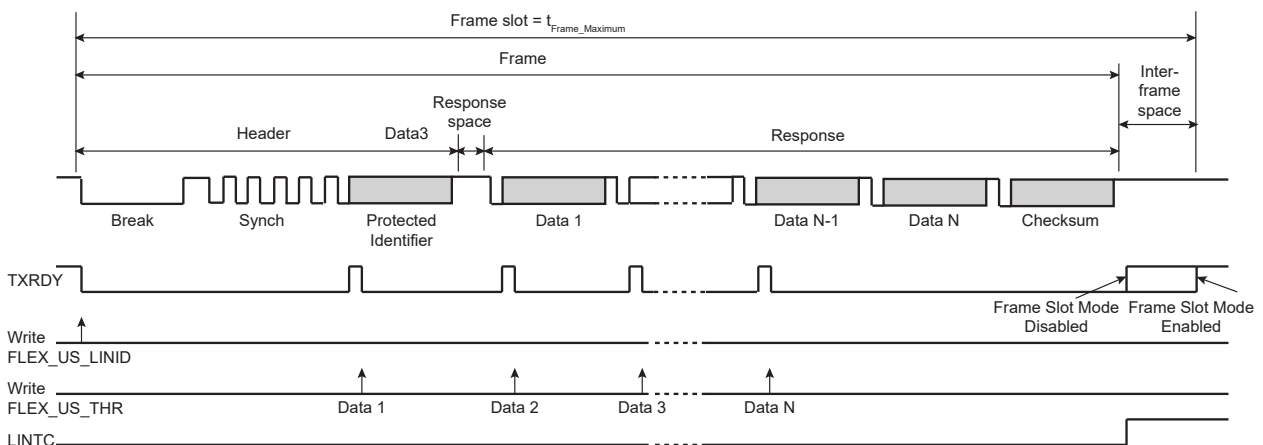 Frame slot = tFrame_Maximum
Frame
Inter-
frame
space
Response
space
Header
Data3
Response
Break
Synch
Protected
Identifier
Data 1
Data N-1
Data N
Checksum
TXRDY
Frame Slot Mode
Disabled
Frame Slot Mode
Enabled
Write
FLEX_US_LINID
Write
FLEX_US_THR
Data 1
Data 2
Data 3
Data N
LINTC